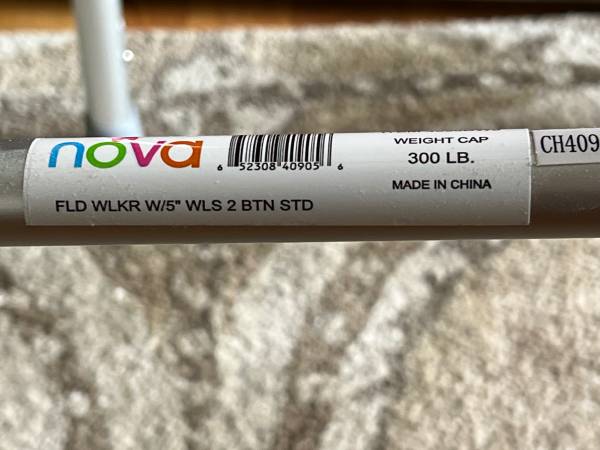 nova
6 52308 40905 6
WEIGHT CAP
300 LB.
MADE IN CHINA
FLD WLKR W/5" WLS 2 BTN STD
CH409